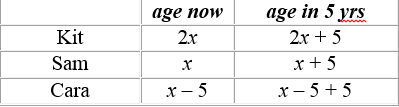 age now age in 5 yrs
Kit 2x 2x + 5
Sam x x + 5
Cara x – 5 x – 5 + 5